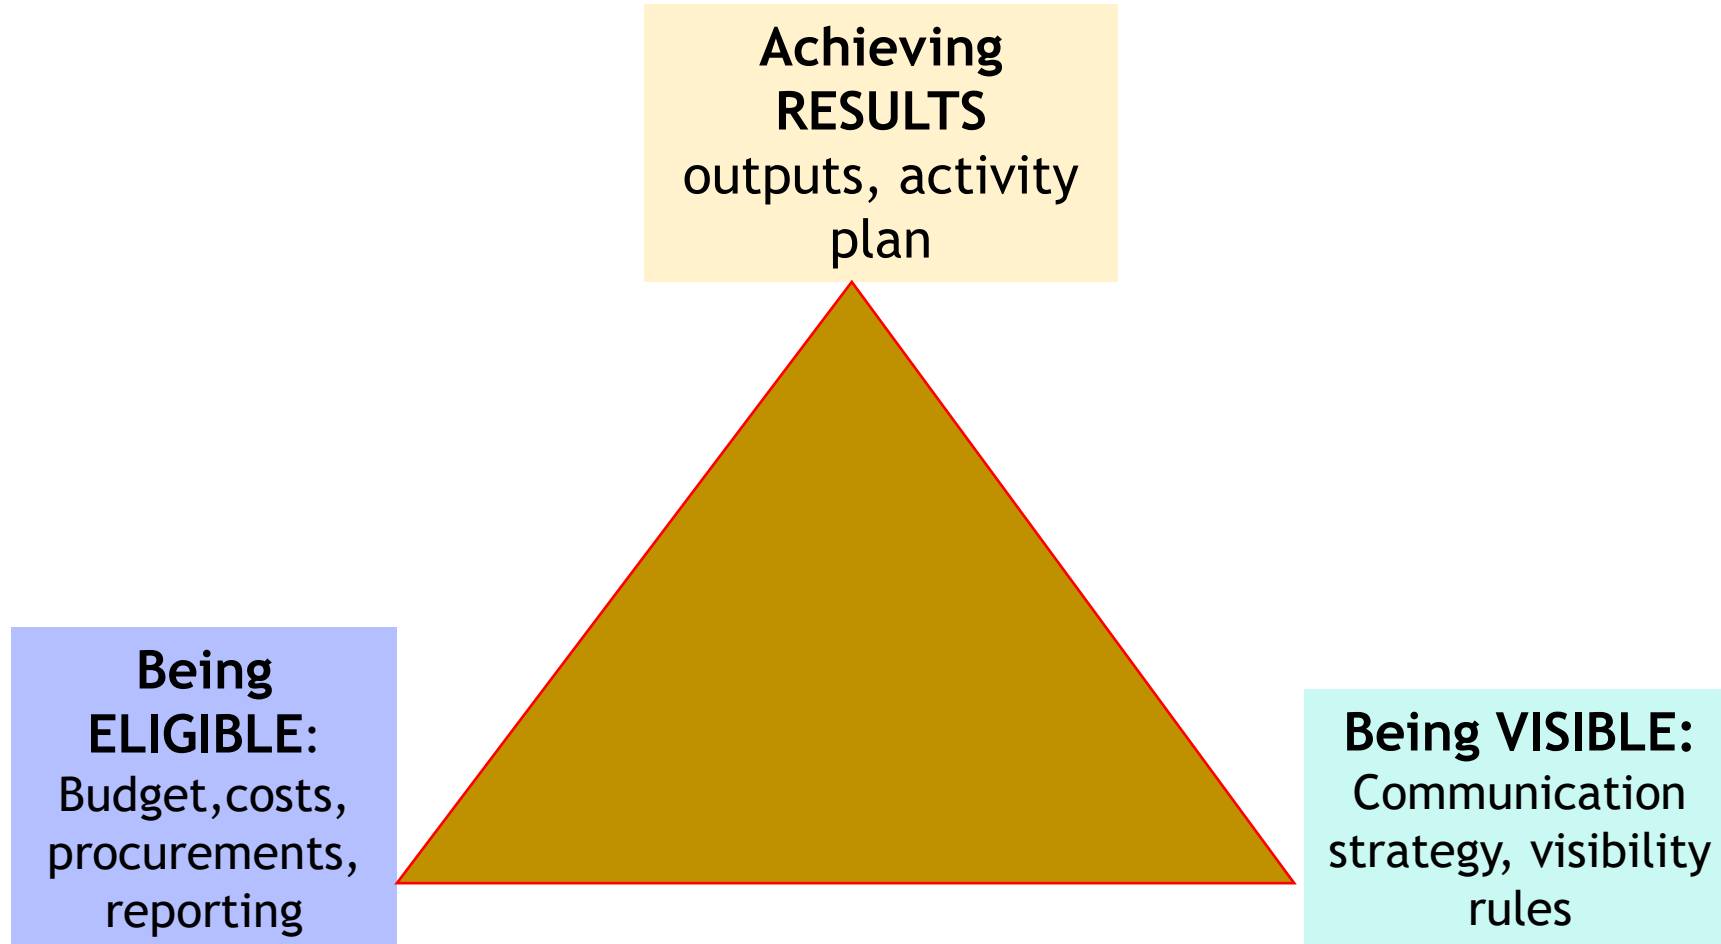 Achieving
RESULTS
outputs, activity
plan
Being
ELIGIBLE:
Budget,costs,
procurements,
reporting
Being VISIBLE:
Communication
strategy, visibility
rules